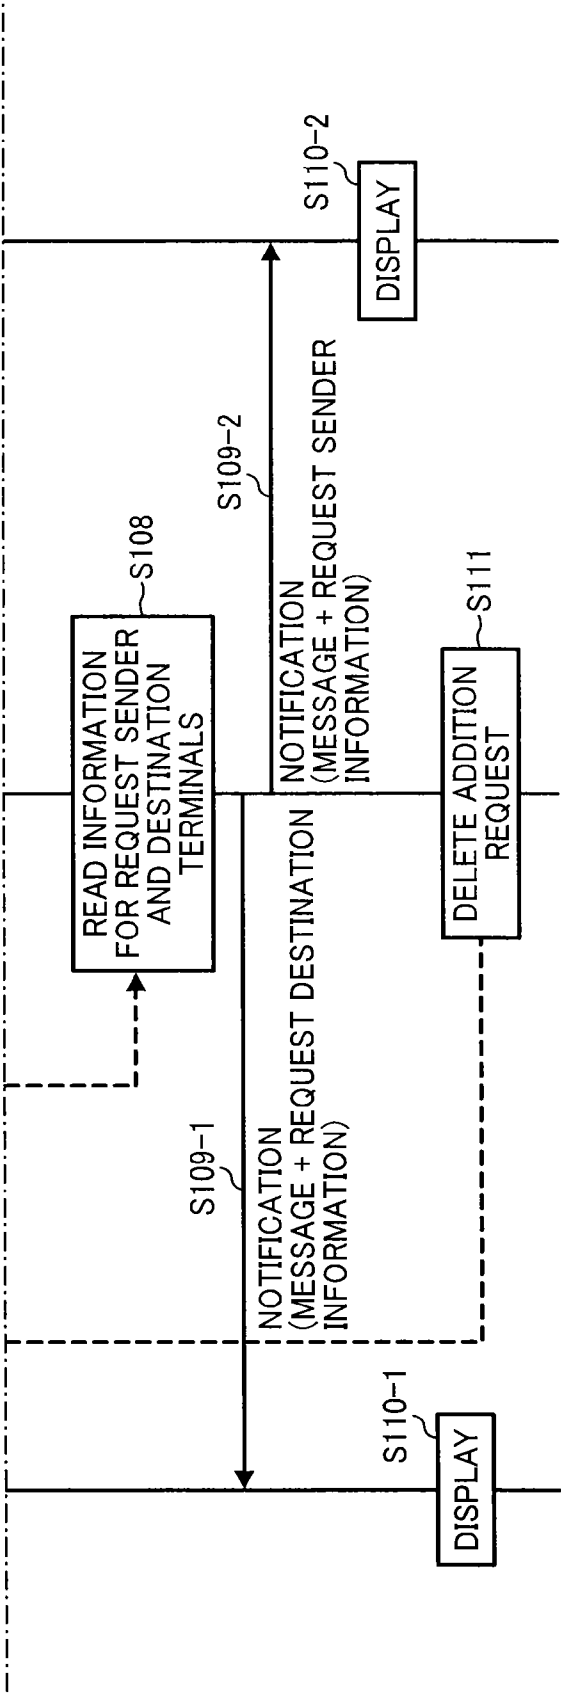 READ INFORMATION
FOR REQUEST SENDER
AND DESTINATION
TERMINALS
S108
S109-1
NOTIFICATION
(MESSAGE + REQUEST DESTINATION
INFORMATION)
S109-2
NOTIFICATION
(MESSAGE + REQUEST SENDER
INFORMATION)
S110-1
DISPLAY
S110-2
DISPLAY
DELETE ADDITION
REQUEST
S111